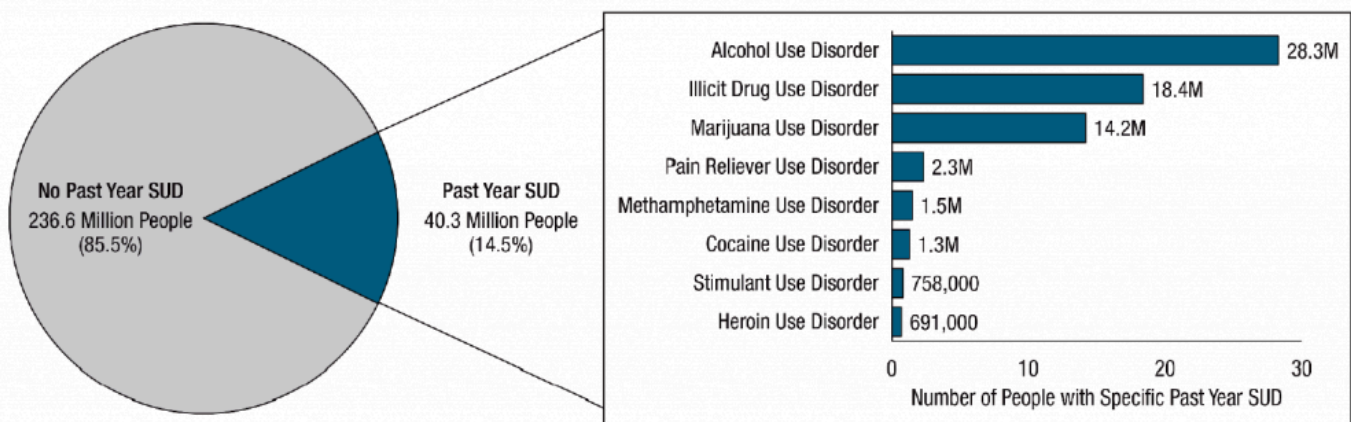 No Past Year SUD
236.6 Million People
(85.5%)
Past Year SUD
40.3 Million People
(14.5%)
Alcohol Use Disorder 28.3M
Illicit Drug Use Disorder 18.4M
Marijuana Use Disorder 14.2M
Pain Reliever Use Disorder 2.3M
Methamphetamine Use Disorder 1.5M
Cocaine Use Disorder 1.3M
Stimulant Use Disorder 758,000
Heroin Use Disorder 691,000
0 10 20 30
Number of People with Specific Past Year SUD